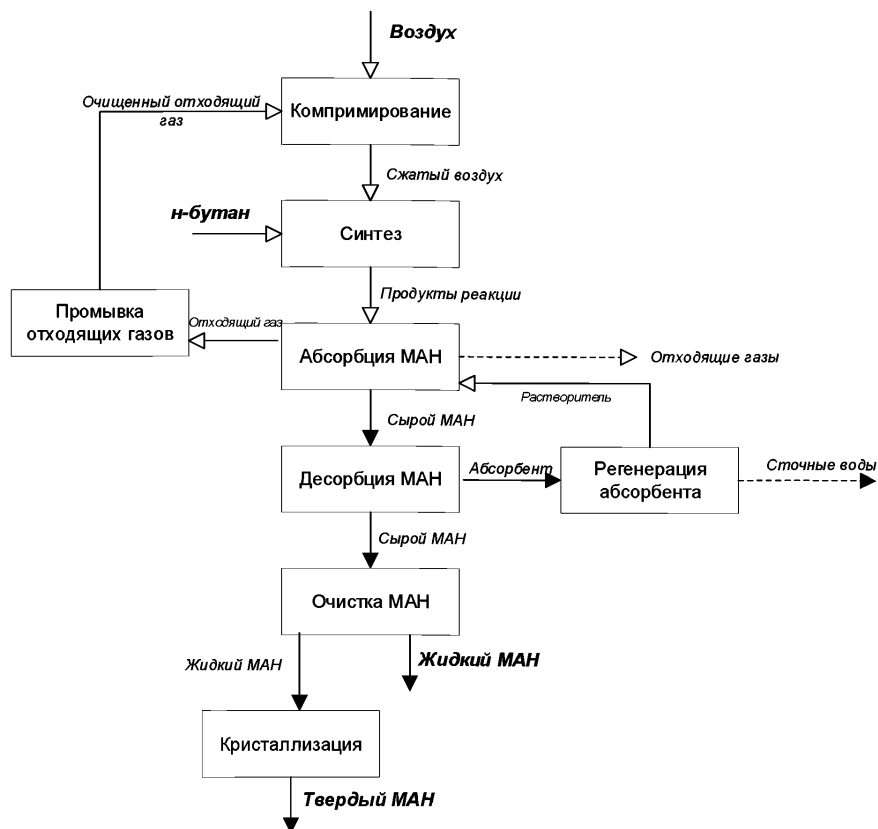 Воздух
Очищенный отходящий
газ
Компримирование
Сжатый воздух
н-бутан
Синтез
Продукты реакции
Промывка
отходящих газов
Отходящий газ
Абсорбция МАН
Отходящие газы
Растворитель
Сырой МАН
Десорбция МАН
Абсорбент
Регенерация
абсорбента
Сточные воды
Сырой МАН
Очистка МАН
Жидкий МАН
Жидкий МАН
Кристаллизация
Твердый МАН